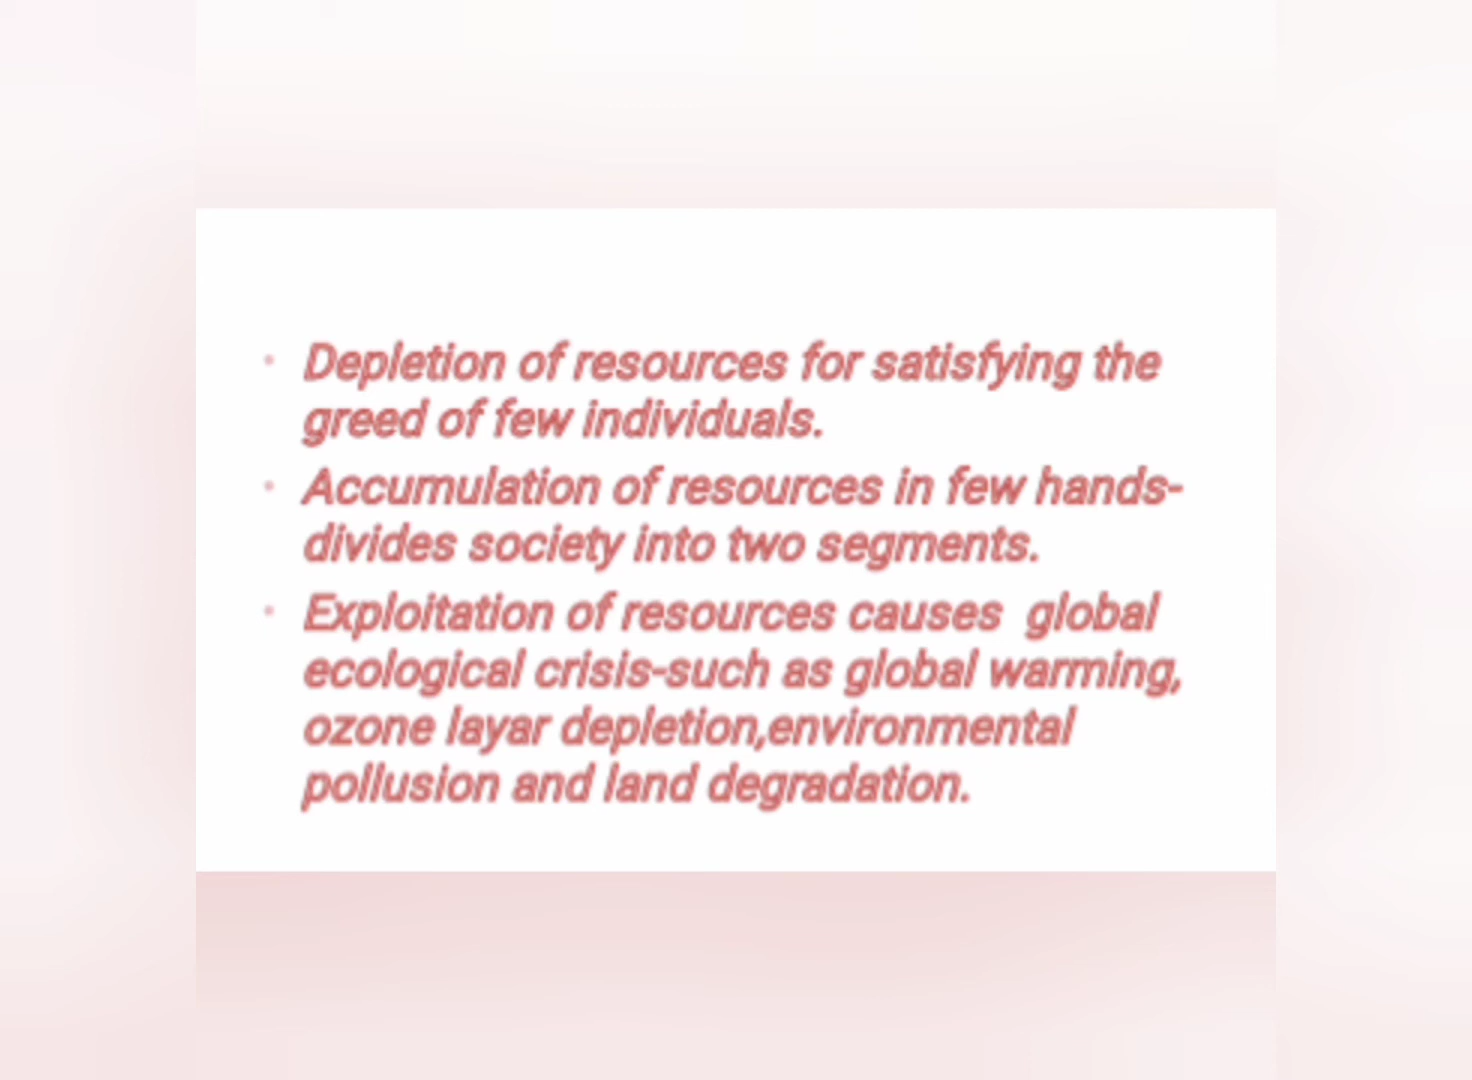 • Depletion of resources for satisfying the
greed of few individuals.
• Accumulation of resources in few hands-
divides society into two segments.
• Exploitation of resources causes  global
ecological crisis-such as global warming,
ozone layar depletion,environmental
pollusion and land degradation.